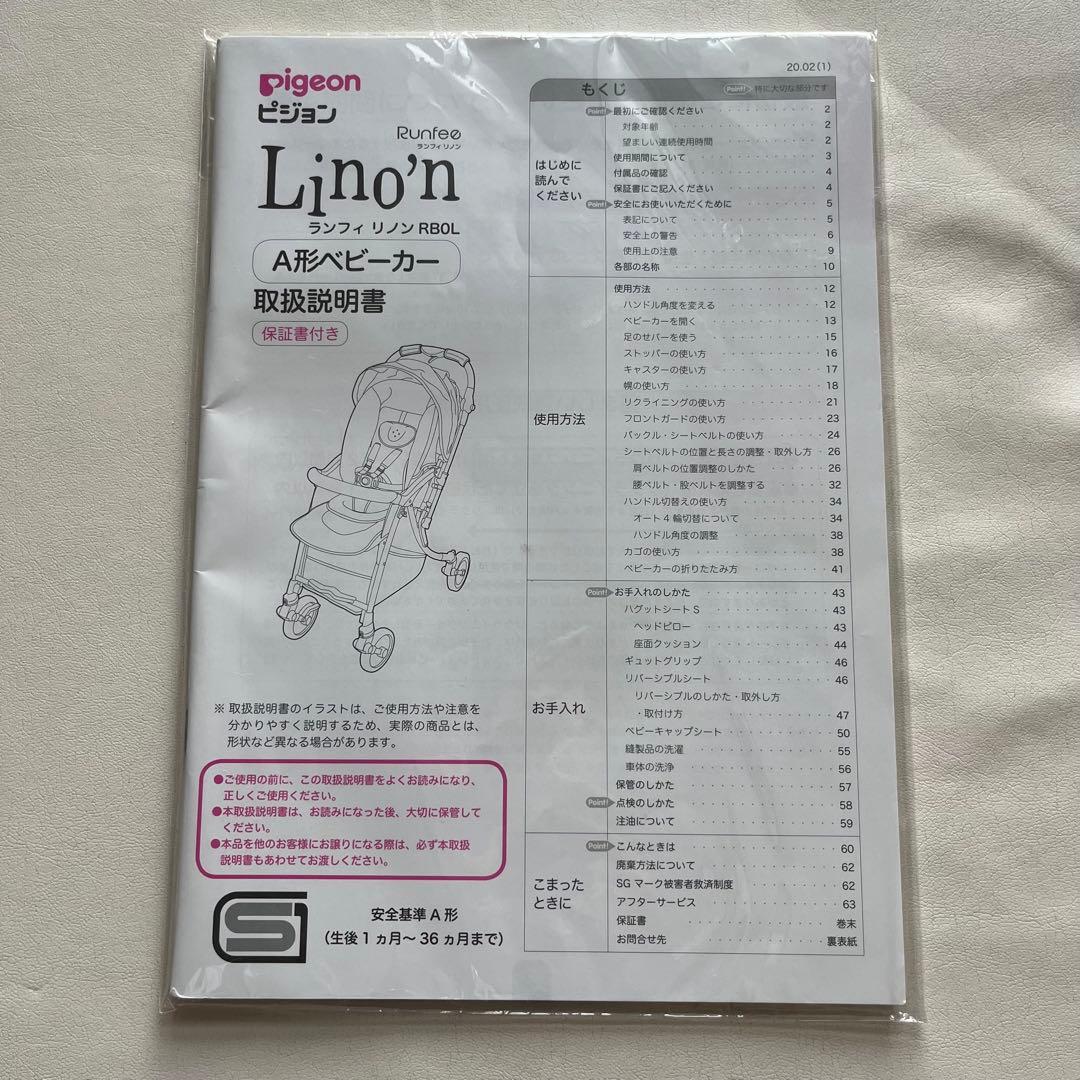 pigeon
ピジョン
Runfee
ランフィ リノン
Lino'n
ランフィ リノン RB0L
A形ベビーカー
取扱説明書
保証書付き
※ 取扱説明書のイラストは、ご使用方法や注意を
分かりやすく説明するため、実際の商品とは、
形状など異なる場合があります。
●ご使用の前に、この取扱説明書をよくお読みになり、
正しくご使用ください。
●本取扱説明書は、お読みになった後、大切に保管して
ください。
●本品を他のお客様にお譲りになる際は、必ず本取扱
説明書もあわせてお渡しください。
安全基準 A 形
(生後 1 ヵ月〜 36 ヵ月まで)
20.02(1)
もくじ Point! 特に大切な部分です
はじめに
読んで
ください
Point! 最初にご確認ください 2
対象年齢 2
望ましい連続使用時間 2
使用期間について 3
付属品の確認 4
保証書にご記入ください 4
Point! 安全にお使いいただくために 5
表記について 5
安全上の警告 6
使用上の注意 9
各部の名称 10
使用方法
使用方法 12
ハンドル角度を変える 12
ベビーカーを開く 13
足のせバーを使う 15
ストッパーの使い方 16
キャスターの使い方 17
幌の使い方 18
リクライニングの使い方 21
フロントガードの使い方 23
バックル・シートベルトの使い方 24
シートベルトの位置と長さの調整・取外し方 26
肩ベルトの位置調整のしかた 26
腰ベルト・股ベルトを調整する 32
ハンドル切替えの使い方 34
オート 4 輪切替について 34
ハンドル角度の調整 38
カゴの使い方 38
ベビーカーの折りたたみ方 41
お手入れ
Point! お手入れのしかた 43
ハグットシート S 43
ヘッドピロー 43
座面クッション 44
ギュットグリップ 46
リバーシブルシート 46
リバーシブルのしかた・取外し方
・取付け方 47
ベビーキャップシート 50
縫製品の洗濯 55
車体の洗浄 56
保管のしかた 57
Point! 点検のしかた 58
注油について 59
こまった
ときに
Point! こんなときは 60
廃棄方法について 62
SG マーク被害者救済制度 62
アフターサービス 63
保証書 巻末
お問合せ先 裏表紙